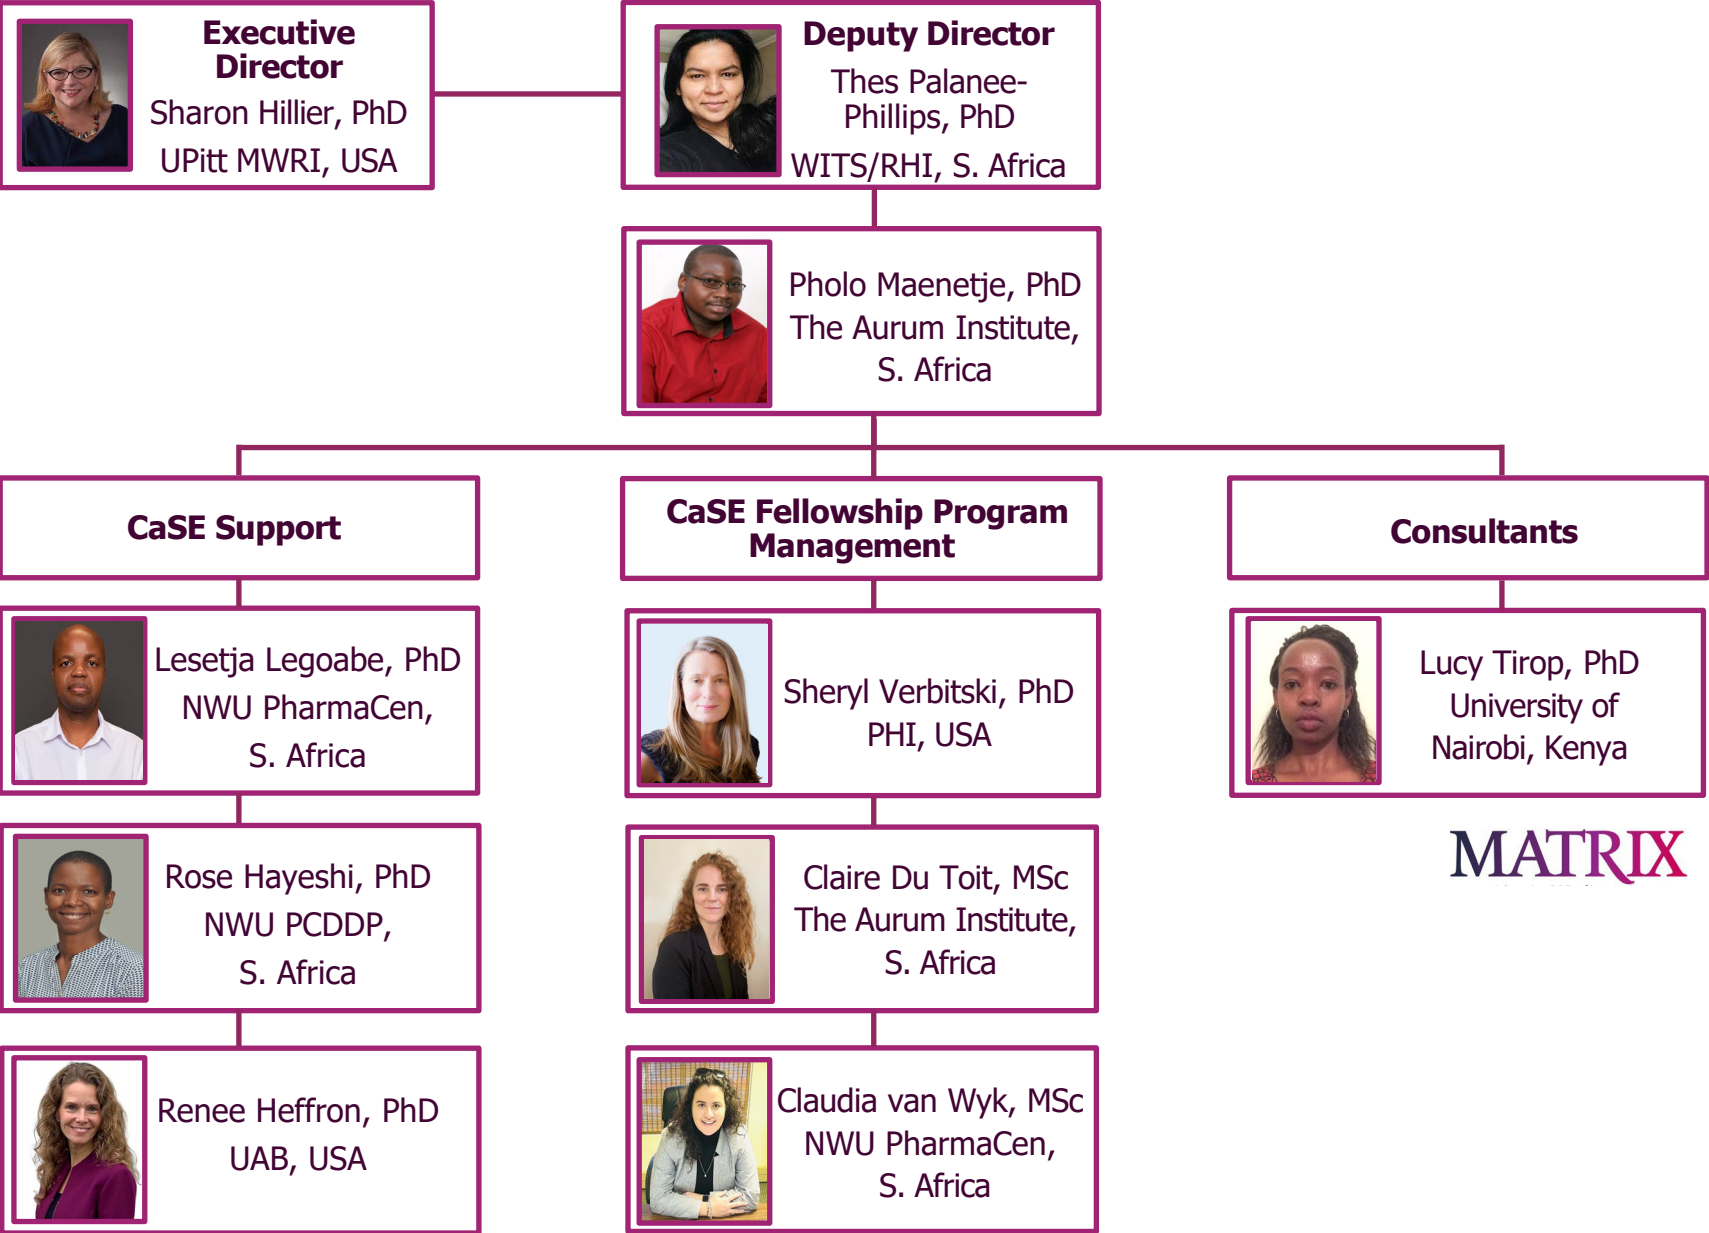 Executive
Director
Sharon Hillier, PhD
UPitt MWRI, USA
Deputy Director
Thes Palanee-
Phillips, PhD
WITS/RHI, S. Africa
Pholo Maenetje, PhD
The Aurum Institute,
S. Africa
CaSE Support
Lesetja Legoabe, PhD
NWU PharmaCen,
S. Africa
Rose Hayeshi, PhD
NWU PCDDP,
S. Africa
Renee Heffron, PhD
UAB, USA
CaSE Fellowship Program
Management
Sheryl Verbitski, PhD
PHI, USA
Claire Du Toit, MSc
The Aurum Institute,
S. Africa
Claudia van Wyk, MSc
NWU PharmaCen,
S. Africa
Consultants
Lucy Tirop, PhD
University of
Nairobi, Kenya
MATRIX